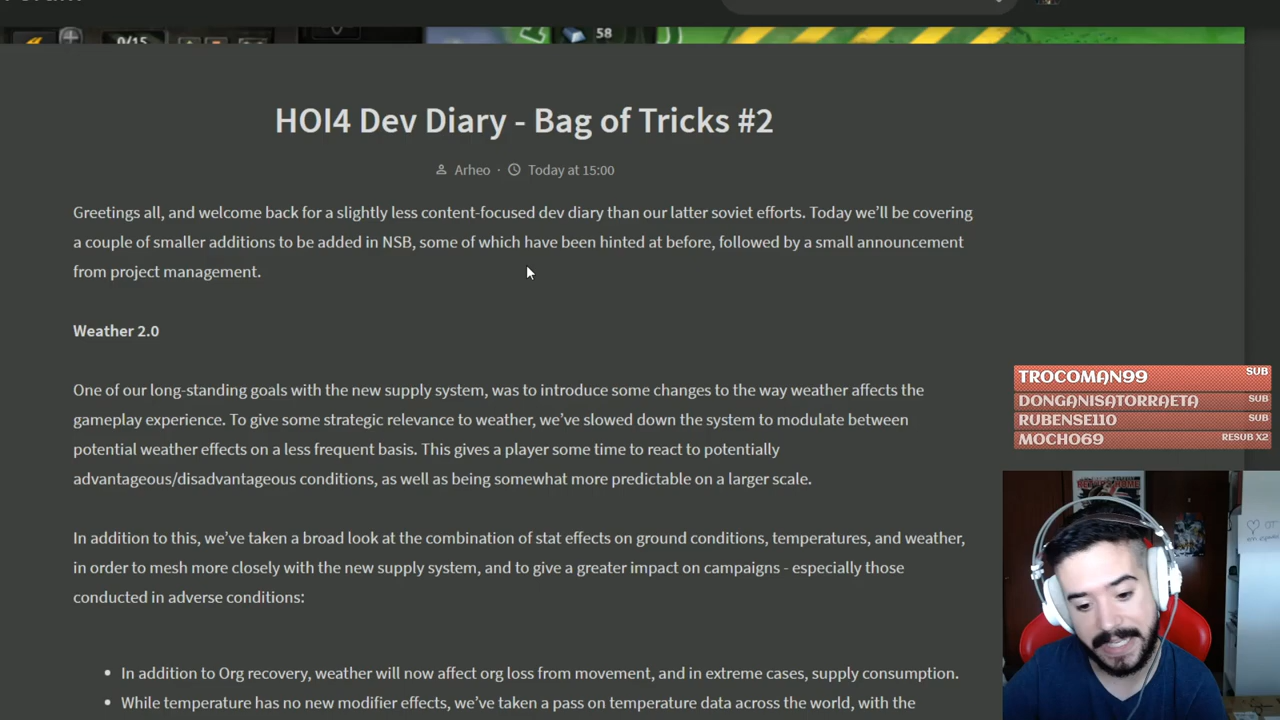 0/15
58
HOI4 Dev Diary - Bag of Tricks #2
Arheo · Today at 15:00
Greetings all, and welcome back for a slightly less content-focused dev diary than our latter soviet efforts. Today we’ll be covering
a couple of smaller additions to be added in NSB, some of which have been hinted at before, followed by a small announcement
from project management.
Weather 2.0
One of our long-standing goals with the new supply system, was to introduce some changes to the way weather affects the
gameplay experience. To give some strategic relevance to weather, we’ve slowed down the system to modulate between
potential weather effects on a less frequent basis. This gives a player some time to react to potentially
advantageous/disadvantageous conditions, as well as being somewhat more predictable on a larger scale.
In addition to this, we’ve taken a broad look at the combination of stat effects on ground conditions, temperatures, and weather,
in order to mesh more closely with the new supply system, and to give a greater impact on campaigns - especially those
conducted in adverse conditions:
• In addition to Org recovery, weather will now affect org loss from movement, and in extreme cases, supply consumption.
• While temperature has no new modifier effects, we’ve taken a pass on temperature data across the world, with the
TROCOMAN99 SUB
DONGANISATORRAETA SUB
RUBENSE110 SUB
MOCHO69 RESUB X2